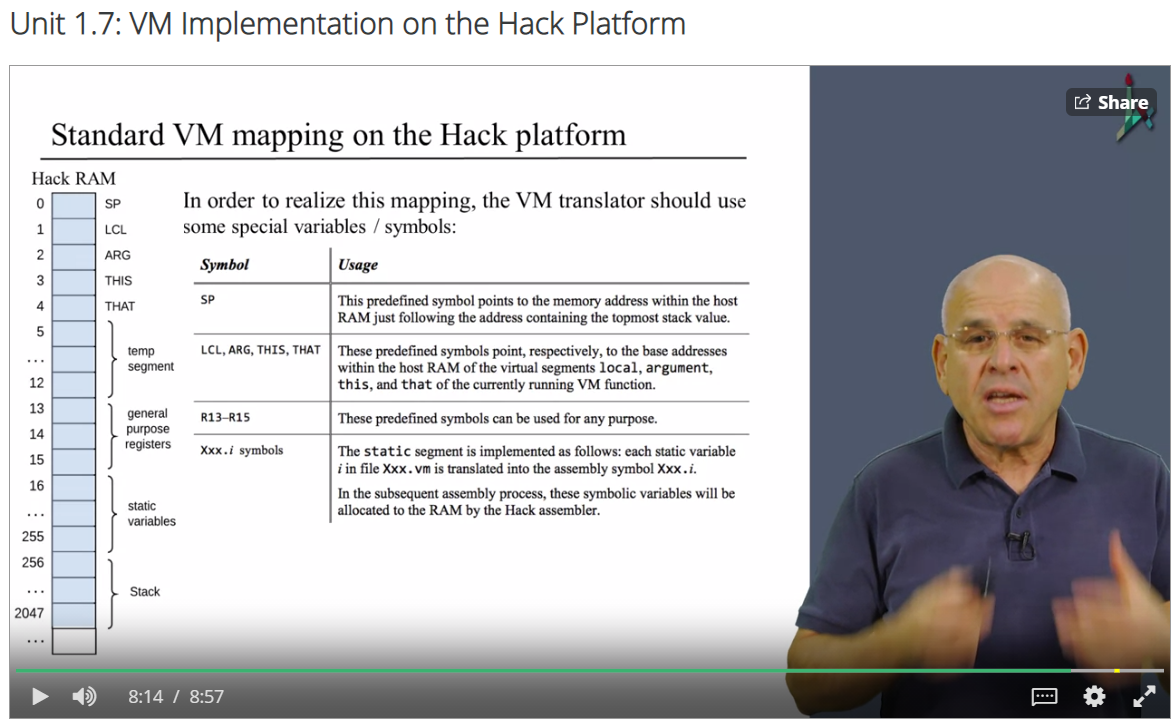 Unit 1.7: VM Implementation on the Hack Platform
Share
Standard VM mapping on the Hack platform
Hack RAM
0 SP
1 LCL
2 ARG
3 THIS
4 THAT
5
...
12
temp
segment
13
14
15
general
purpose
registers
16
...
255
static
variables
256
...
2047
...
Stack
In order to realize this mapping, the VM translator should use
some special variables / symbols:
Symbol Usage
SP This predefined symbol points to the memory address within the host
RAM just following the address containing the topmost stack value.
LCL, ARG, THIS, THAT These predefined symbols point, respectively, to the base addresses
within the host RAM of the virtual segments local, argument,
this, and that of the currently running VM function.
R13–R15 These predefined symbols can be used for any purpose.
Xxx.i symbols The static segment is implemented as follows: each static variable
i in file Xxx.vm is translated into the assembly symbol Xxx.i.
In the subsequent assembly process, these symbolic variables will be
allocated to the RAM by the Hack assembler.
8:14 / 8:57